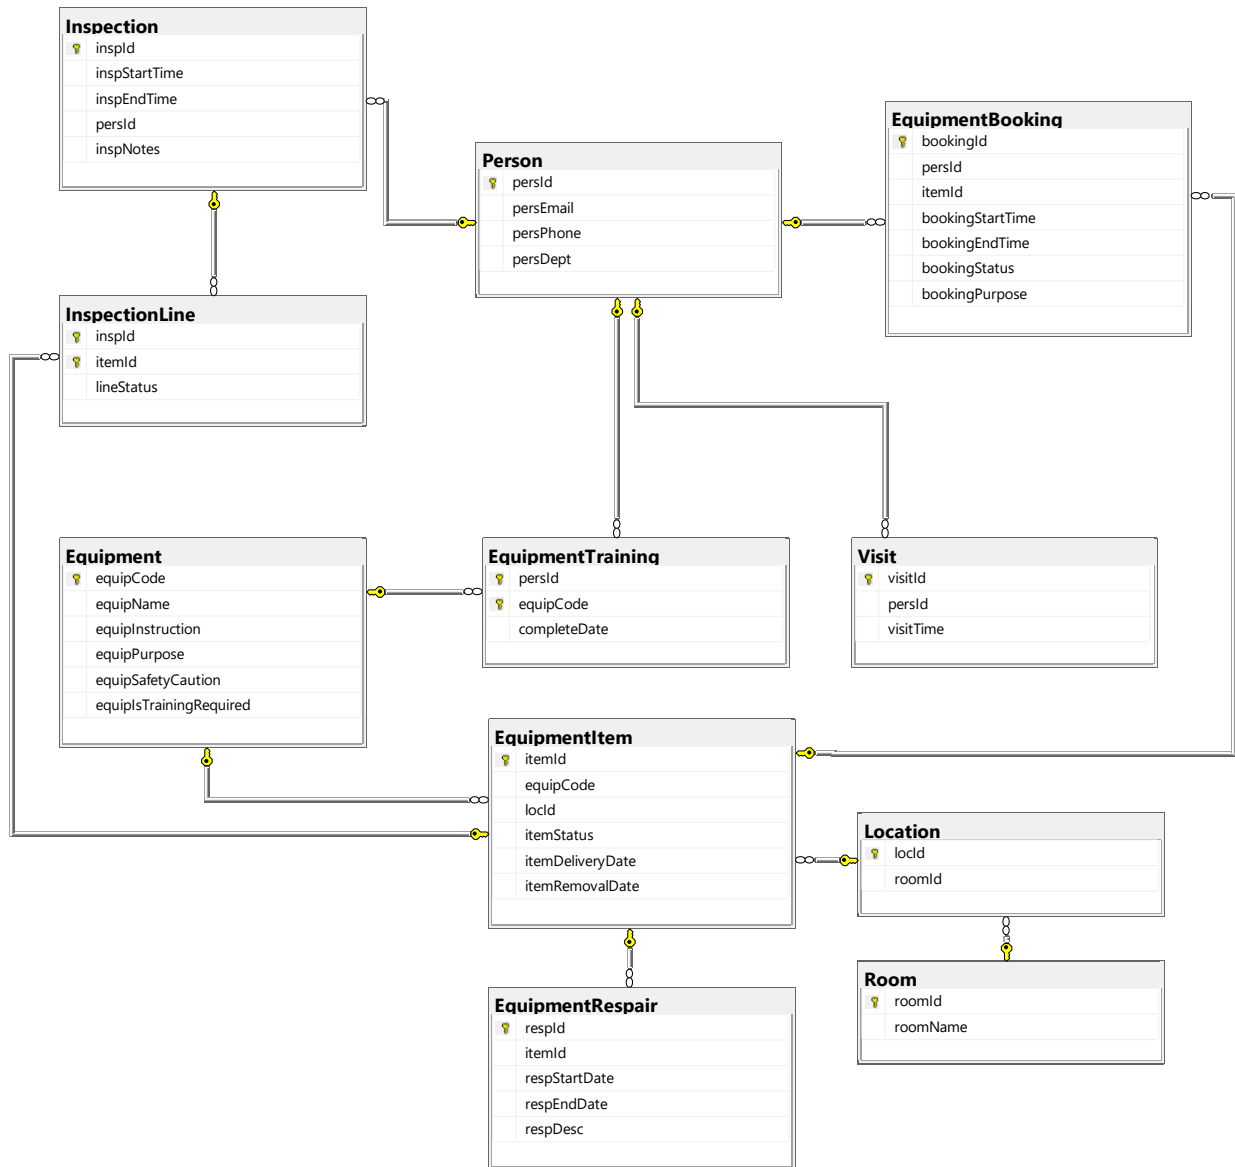 Inspection
inspId
inspStartTime
inspEndTime
persId
inspNotes
Person
persId
persEmail
persPhone
persDept
EquipmentBooking
bookingId
persId
itemId
bookingStartTime
bookingEndTime
bookingStatus
bookingPurpose
InspectionLine
inspId
itemId
lineStatus
Equipment
equipCode
equipName
equipInstruction
equipPurpose
equipSafetyCaution
equipIsTrainingRequired
EquipmentTraining
persId
equipCode
completeDate
Visit
visitId
persId
visitTime
EquipmentItem
itemId
equipCode
locId
itemStatus
itemDeliveryDate
itemRemovalDate
Location
locId
roomId
Room
roomId
roomName
EquipmentRespair
respId
itemId
respStartDate
respEndDate
respDesc